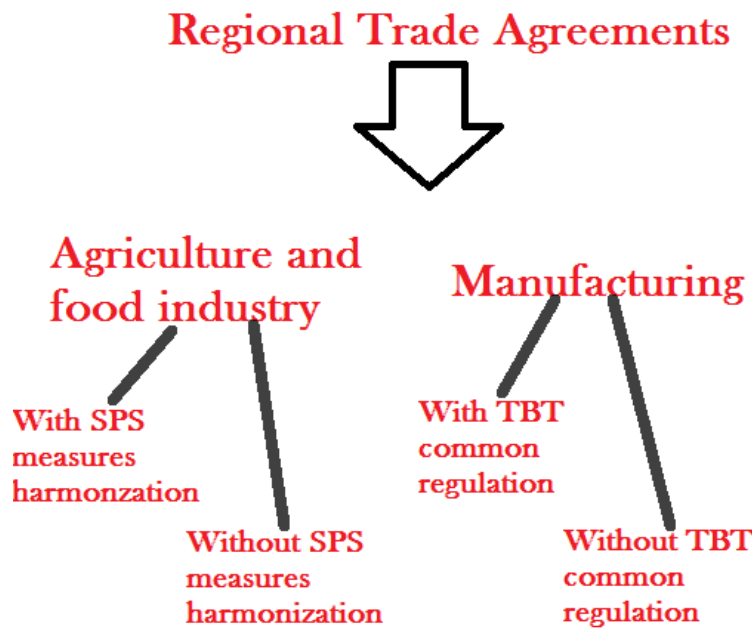 Regional Trade Agreements
Agriculture and
food industry
Manufacturing
With SPS
measures
harmonzation
Without SPS
measures
harmonization
With TBT
common
regulation
Without TBT
common
regulation